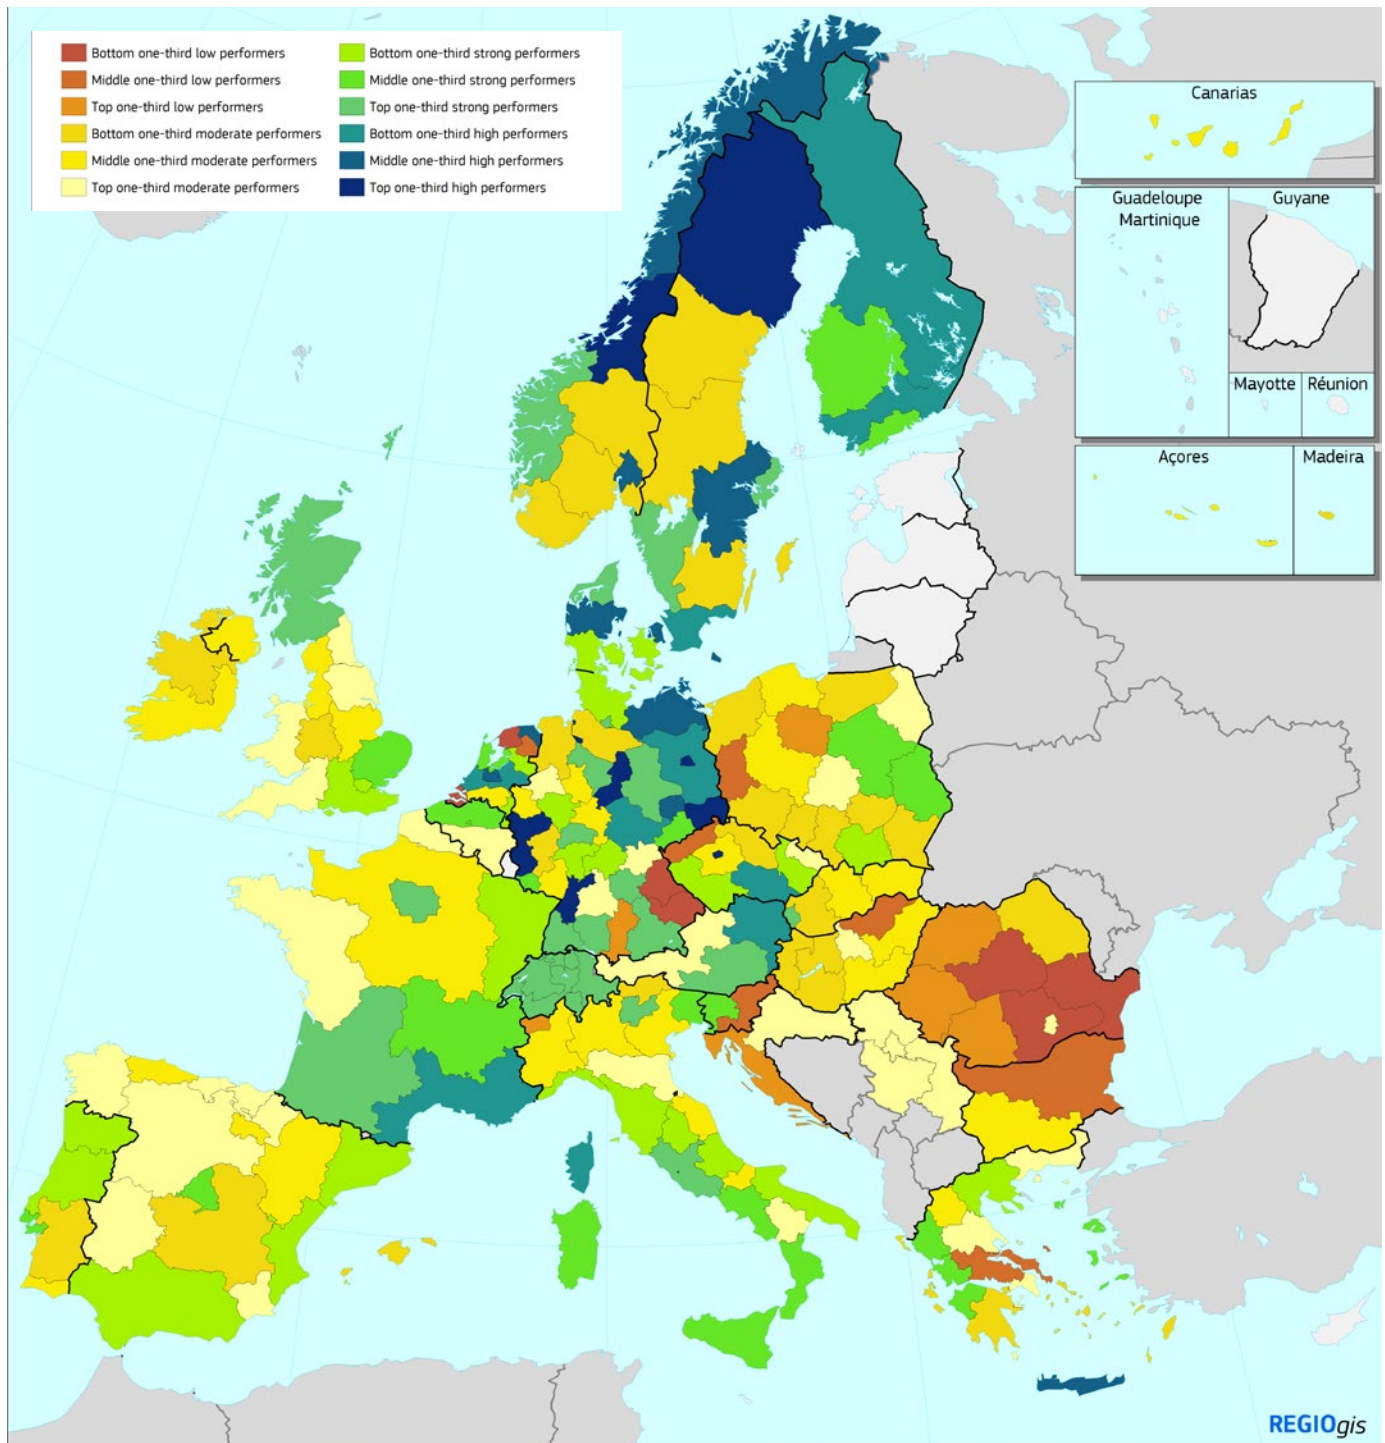 Bottom one-third low performers
Middle one-third low performers
Top one-third low performers
Bottom one-third moderate performers
Middle one-third moderate performers
Top one-third moderate performers
Bottom one-third strong performers
Middle one-third strong performers
Top one-third strong performers
Bottom one-third high performers
Middle one-third high performers
Top one-third high performers
Canarias
Guadeloupe
Martinique
Guyane
Mayotte
Réunion
Açores
Madeira
REGIOgis